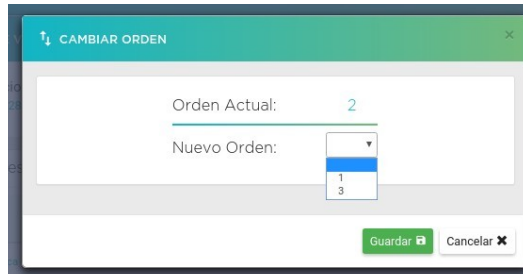 CAMBIAR ORDEN
Orden Actual: 2
Nuevo Orden:
1
3
Guardar
Cancelar